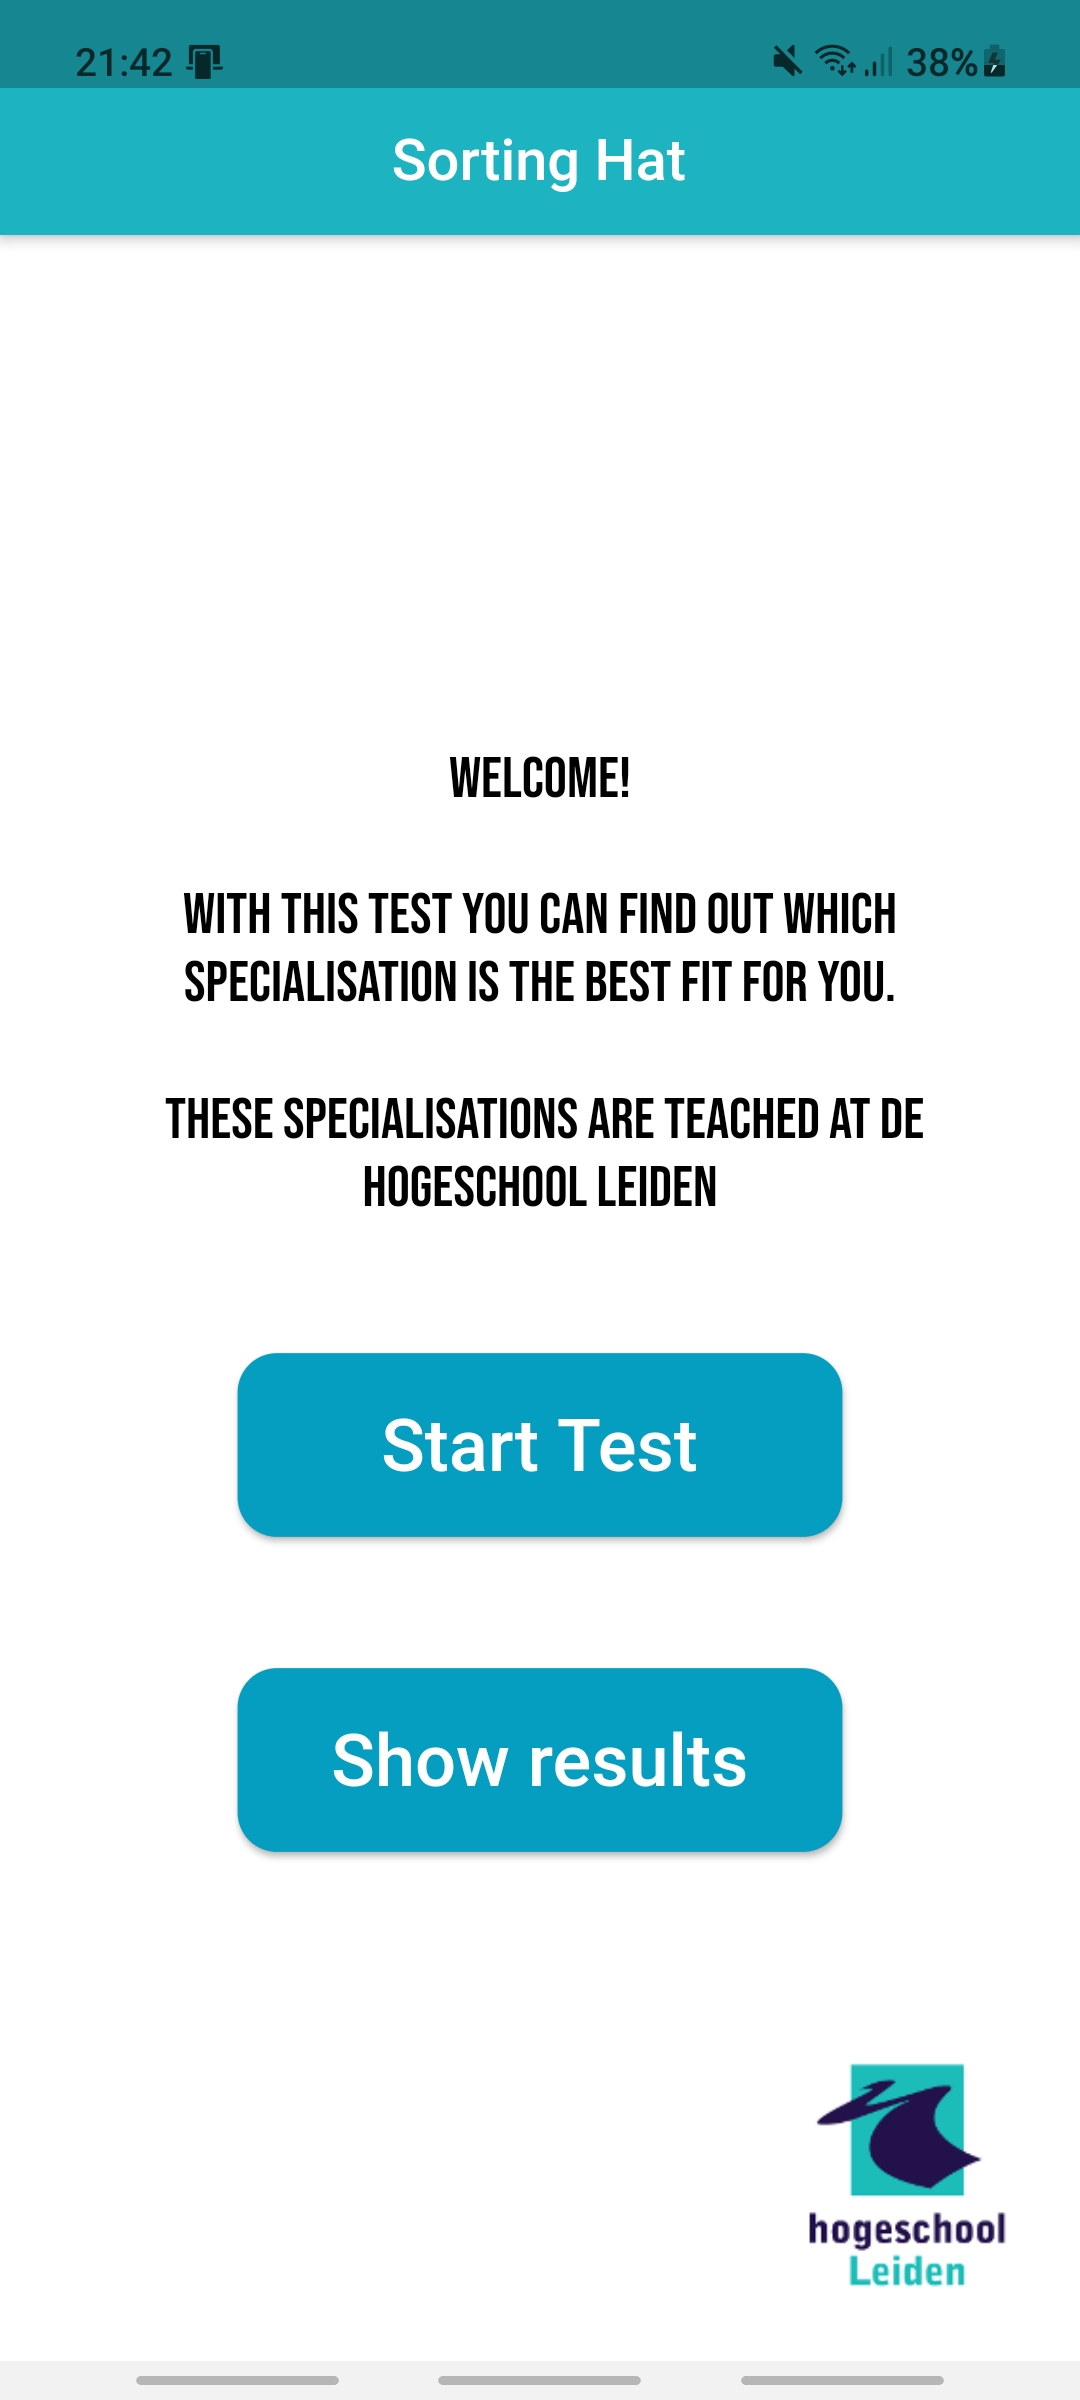 21:42
38%
Sorting Hat
WELCOME!
WITH THIS TEST YOU CAN FIND OUT WHICH
SPECIALISATION IS THE BEST FIT FOR YOU.
THESE SPECIALISATIONS ARE TEACHED AT DE
HOGESCHOOL LEIDEN
Start Test
Show results
hogeschool
Leiden